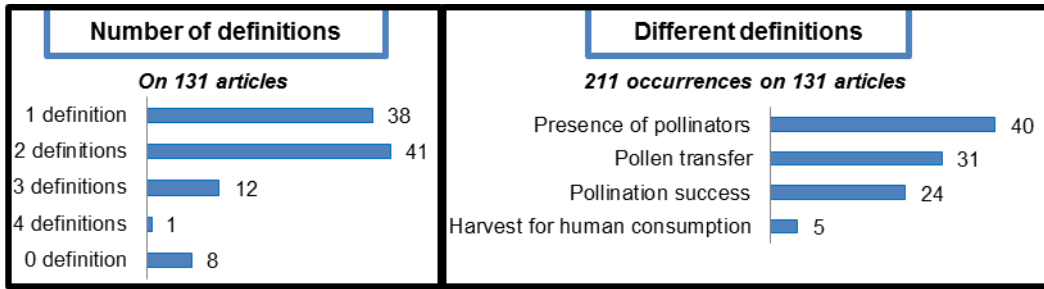 Number of definitions
On 131 articles
1 definition 38
2 definitions 41
3 definitions 12
4 definitions 1
0 definition 8
Different definitions
211 occurrences on 131 articles
Presence of pollinators 40
Pollen transfer 31
Pollination success 24
Harvest for human consumption 5